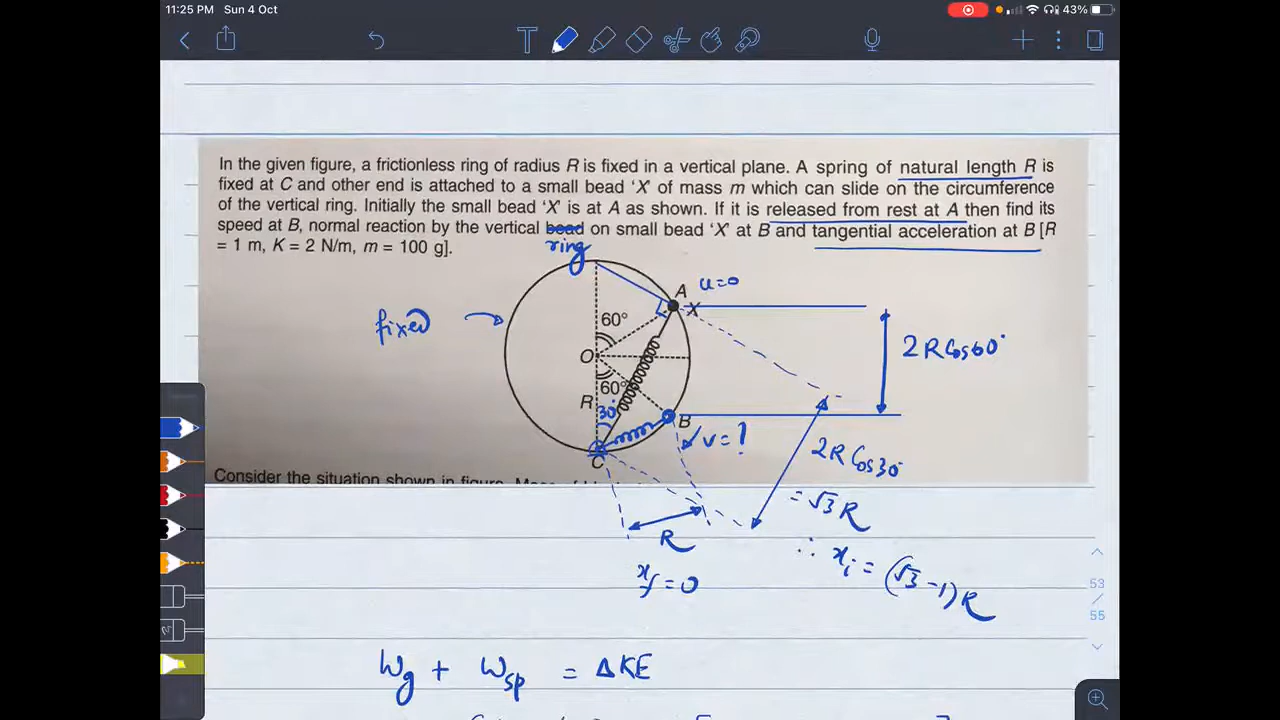 11:25 PM Sun 4 Oct
43%
T
In the given figure, a frictionless ring of radius R is fixed in a vertical plane. A spring of natural length R is
fixed at C and other end is attached to a small bead 'X' of mass m which can slide on the circumference
of the vertical ring. Initially the small bead 'X' is at A as shown. If it is released from rest at A then find its
speed at B, normal reaction by the vertical bead on small bead 'X' at B and tangential acceleration at B [R
= 1 m, K = 2 N/m, m = 100 g].
ring
A u=0
X
fixed
60°
2R Cos60°
O
60°
R
30°
B
v=?
C
2R Cos30°
= √3 R
R
∴ xi = (√3 - 1) R
xf = 0
Consider the situation shown in figure.
53
/
55
Wg + Wsp = ΔKE